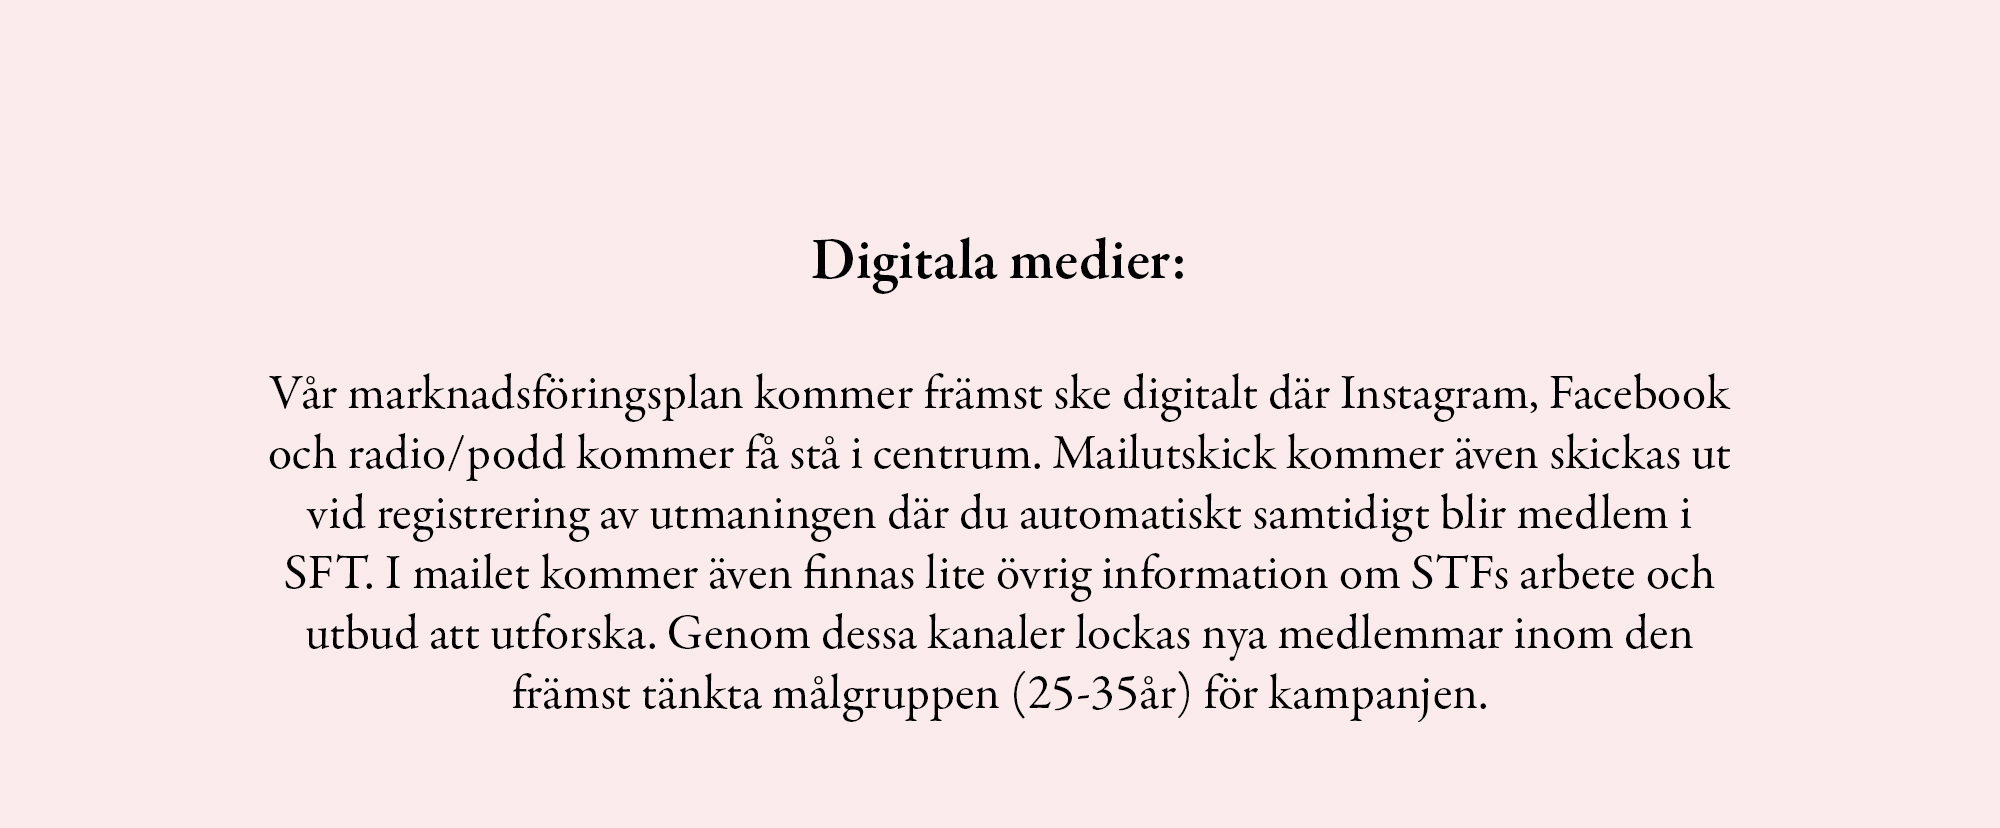 Digitala medier:
Vår marknadsföringsplan kommer främst ske digitalt där Instagram, Facebook
och radio/podd kommer få stå i centrum. Mailutskick kommer även skickas ut
vid registrering av utmaningen där du automatiskt samtidigt blir medlem i
SFT. I mailet kommer även finnas lite övrig information om STFs arbete och
utbud att utforska. Genom dessa kanaler lockas nya medlemmar inom den
främst tänkta målgruppen (25-35år) för kampanjen.